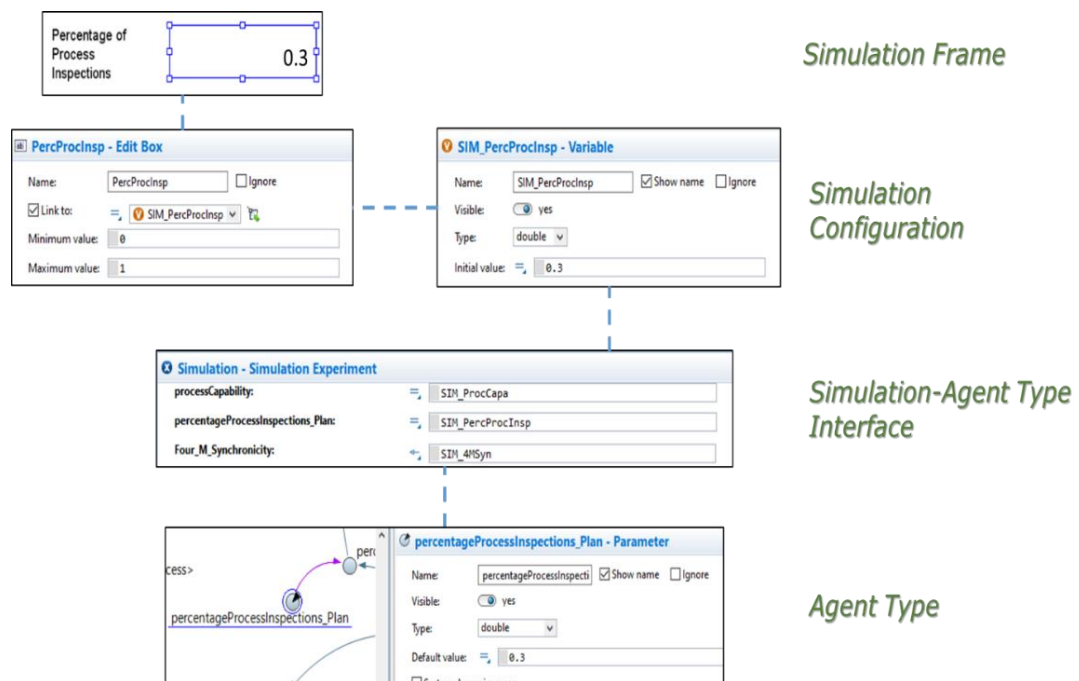 Percentage of
Process
Inspections
0.3
Simulation Frame
PercProcInsp - Edit Box
Name: PercProcInsp Ignore
Link to: SIM_PercProcInsp
Minimum value: 0
Maximum value: 1
SIM_PercProcInsp - Variable
Name: SIM_PercProcInsp Show name Ignore
Visible: yes
Type: double
Initial value: 0.3
Simulation
Configuration
Simulation - Simulation Experiment
processCapability: SIM_ProcCapa
percentageProcessInspections_Plan: SIM_PercProcInsp
Four_M_Synchronicity: SIM_4MSyn
Simulation-Agent Type
Interface
cess>
perc
percentageProcessInspections_Plan
percentageProcessInspections_Plan - Parameter
Name: percentageProcessInspecti Show name Ignore
Visible: yes
Type: double
Default value: 0.3
Agent Type